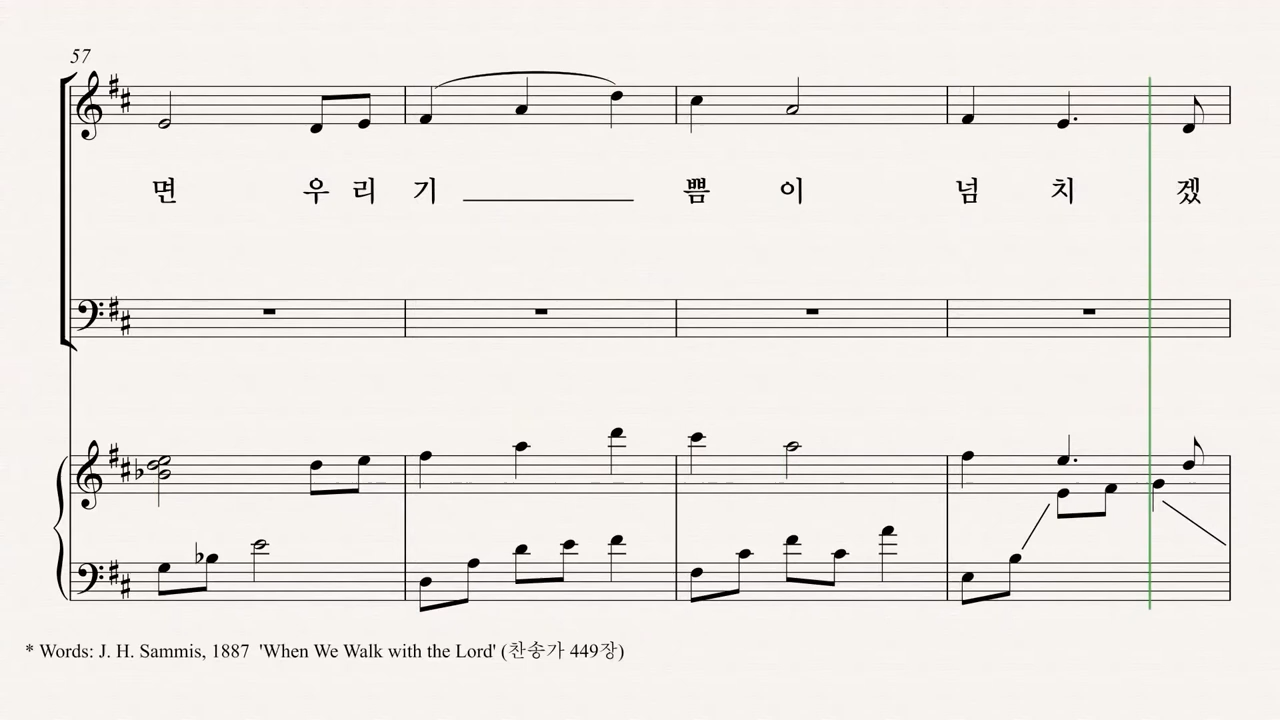 57
면 우 리 기 쁨 이 넘 치 겠
* Words: J. H. Sammis, 1887 'When We Walk with the Lord' (찬송가 449장)